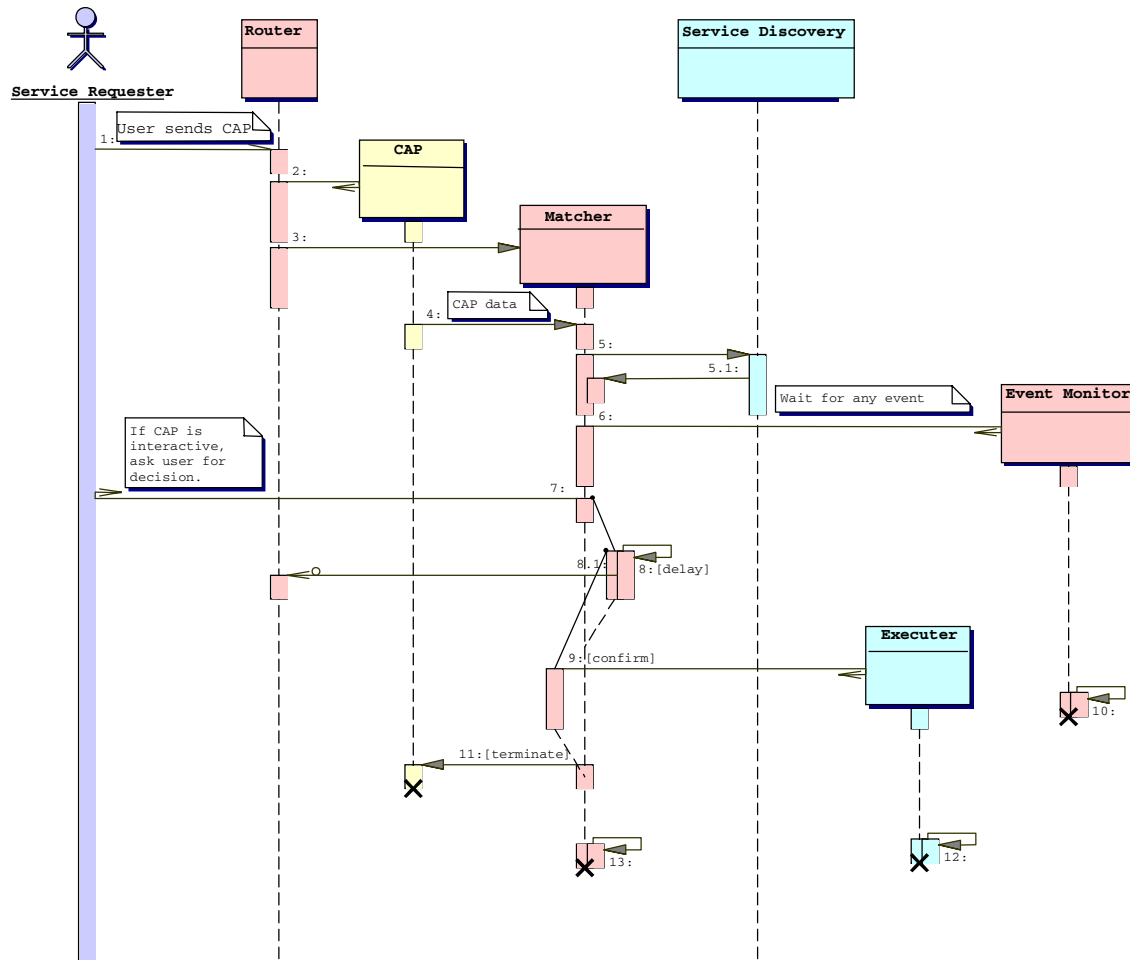 Router
Service Discovery
Service Requester
User sends CAP
1:
CAP
2:
Matcher
3:
CAP data
4:
5:
5.1:
Wait for any event
Event Monitor
6:
If CAP is
interactive,
ask user for
decision.
7:
8.1:
8:[delay]
Executer
9:[confirm]
10:
11:[terminate]
12:
13: